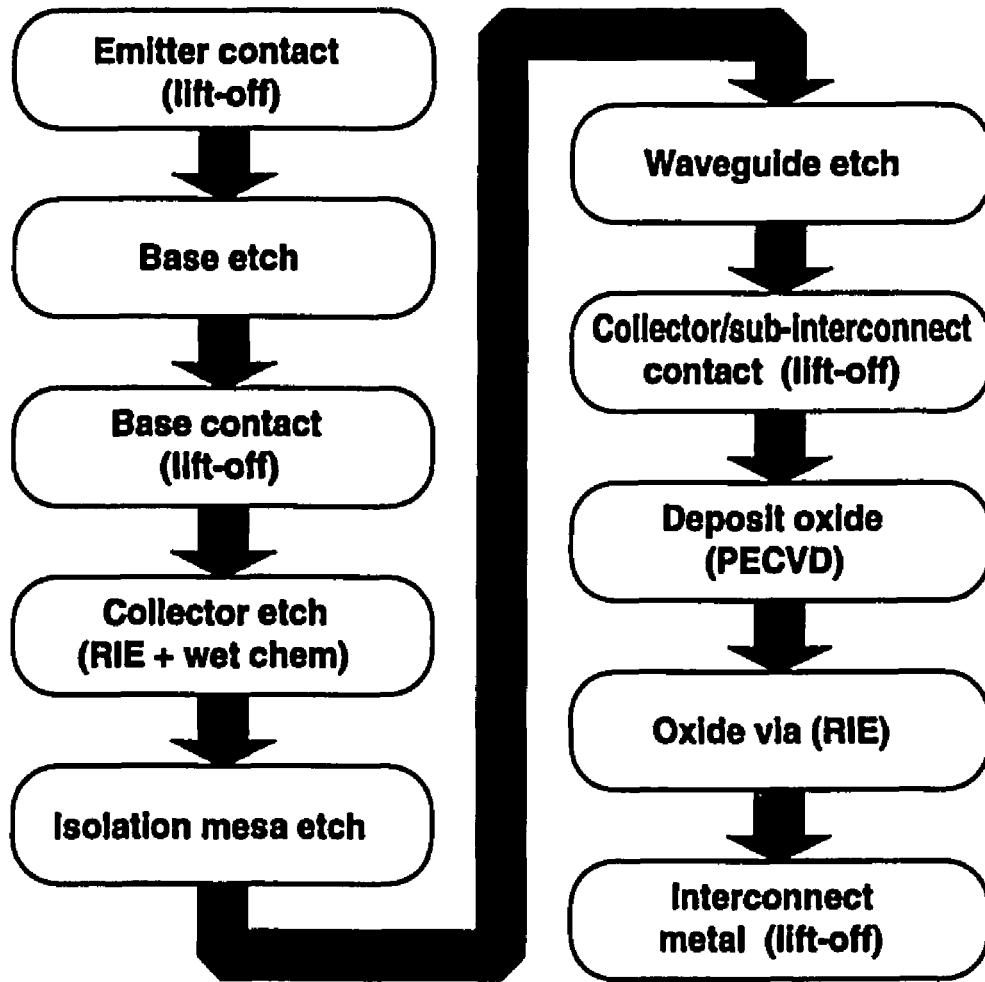 Emitter contact
(lift-off)
Base etch
Base contact
(lift-off)
Collector etch
(RIE + wet chem)
Isolation mesa etch
Waveguide etch
Collector/sub-interconnect
contact (lift-off)
Deposit oxide
(PECVD)
Oxide via (RIE)
Interconnect
metal (lift-off)